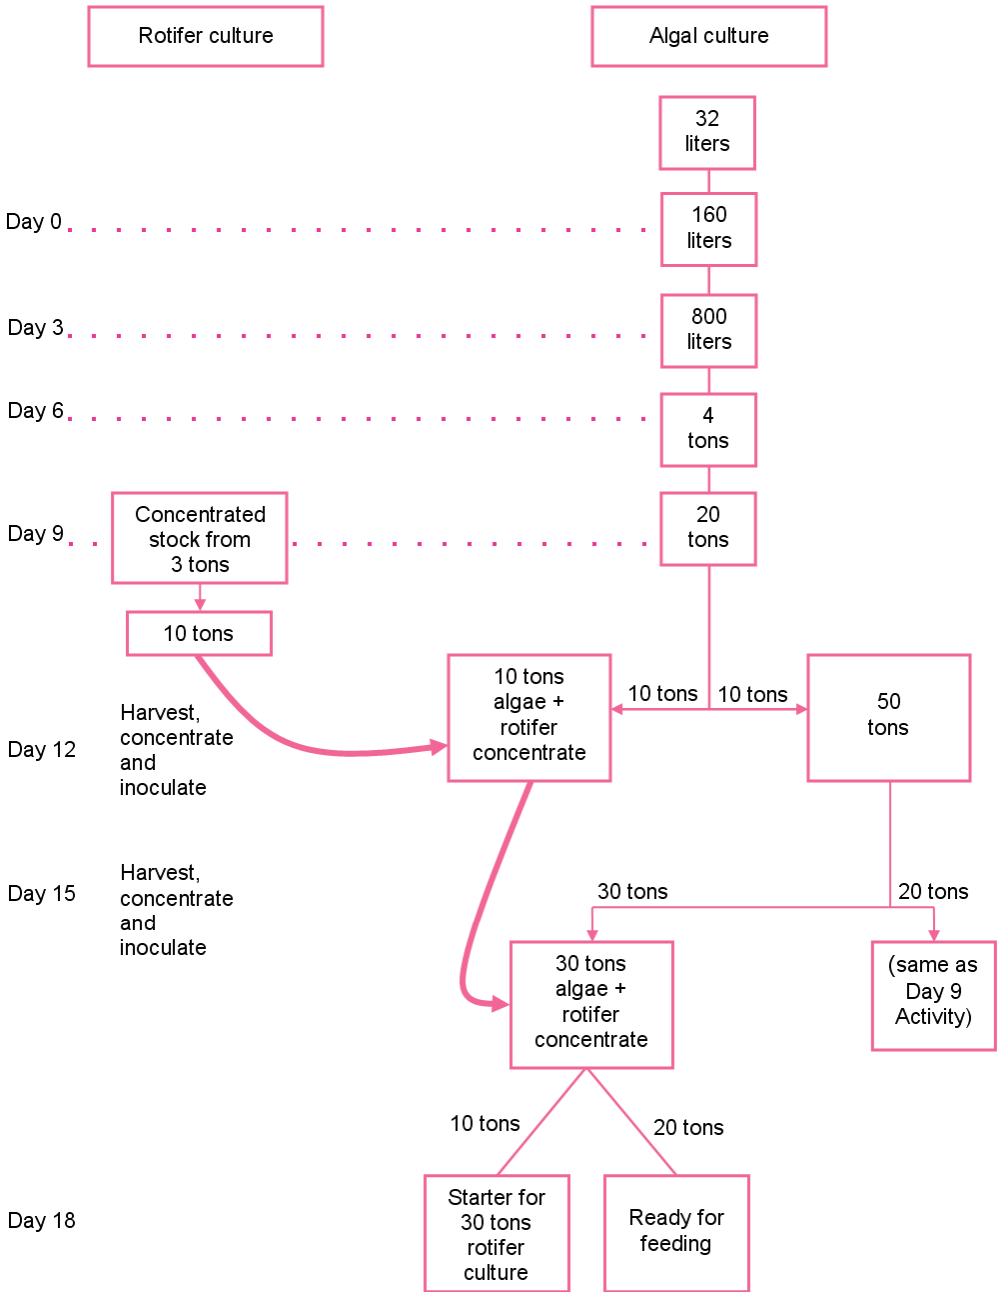 Rotifer culture
Algal culture
32
liters
Day 0
160
liters
Day 3
800
liters
Day 6
4
tons
Day 9
Concentrated
stock from
3 tons
20
tons
10 tons
10 tons
algae +
rotifer
concentrate
10 tons
10 tons
50
tons
Day 12
Harvest,
concentrate
and
inoculate
Day 15
Harvest,
concentrate
and
inoculate
30 tons
20 tons
30 tons
algae +
rotifer
concentrate
(same as
Day 9
Activity)
10 tons
20 tons
Day 18
Starter for
30 tons
rotifer
culture
Ready for
feeding